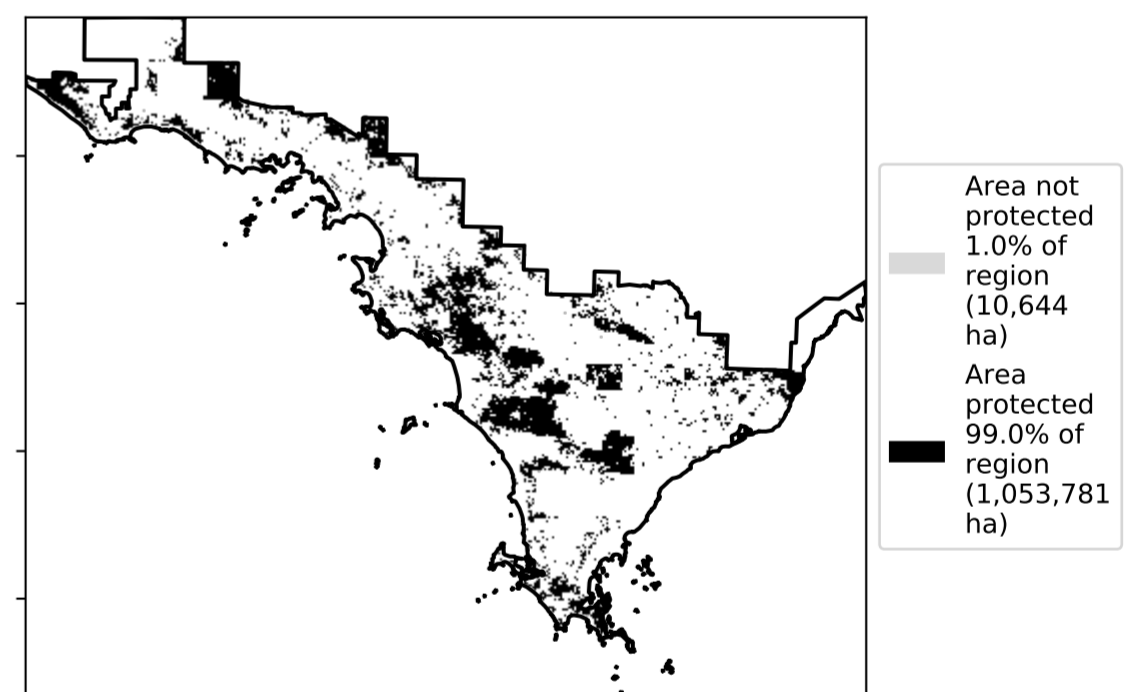 Area not
protected
1.0% of
region
(10,644
ha)
Area
protected
99.0% of
region
(1,053,781
ha)